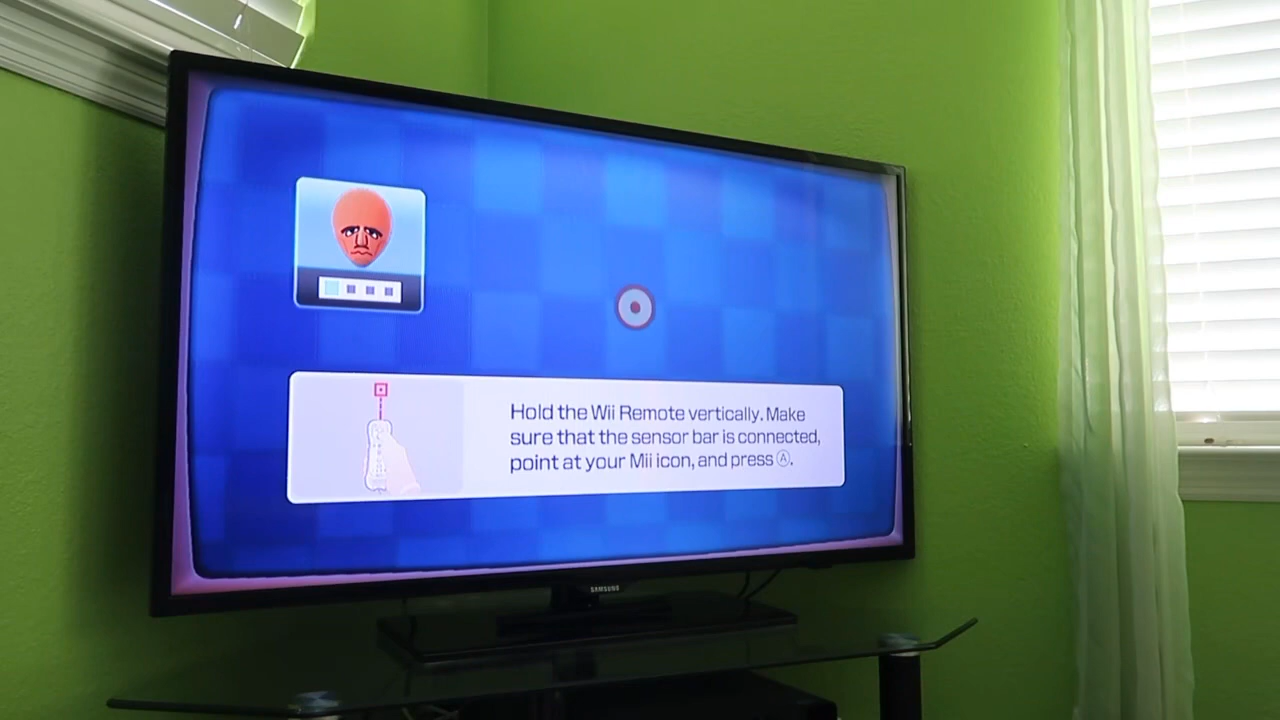 Hold the Wii Remote vertically. Make
sure that the sensor bar is connected,
point at your Mii icon, and press Ⓐ.
SAMSUNG